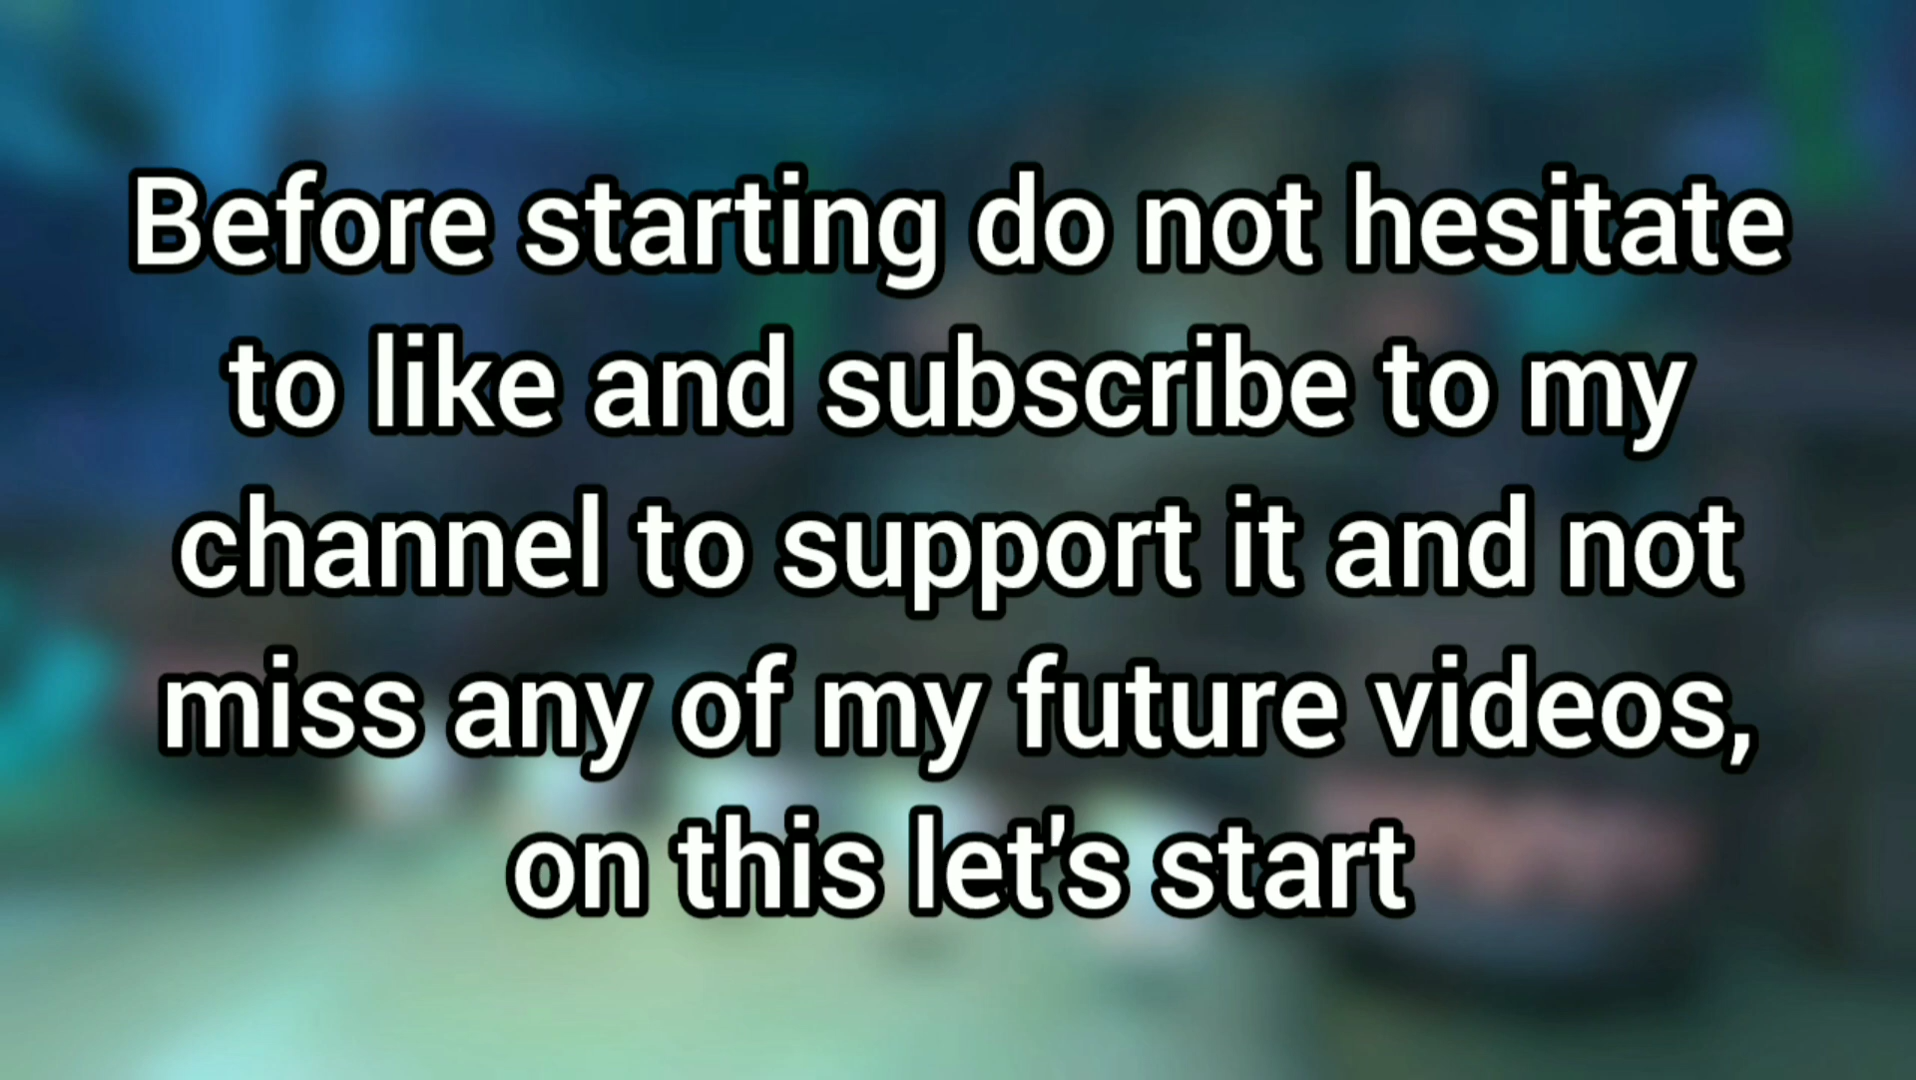 Before starting do not hesitate
to like and subscribe to my
channel to support it and not
miss any of my future videos,
on this let's start